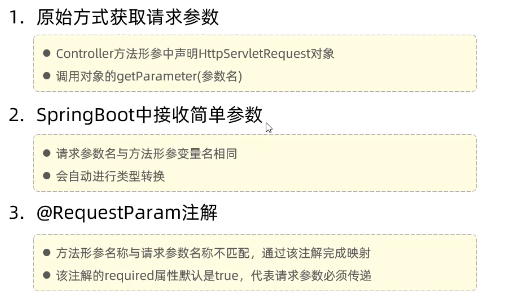 1. 原始方式获取请求参数
● Controller方法形参中声明HttpServletRequest对象
● 调用对象的getParameter(参数名)
2. SpringBoot中接收简单参数
● 请求参数名与方法形参变量名相同
● 会自动进行类型转换
3. @RequestParam注解
● 方法形参名称与请求参数名称不匹配，通过该注解完成映射
● 该注解的required属性默认是true，代表请求参数必须传递